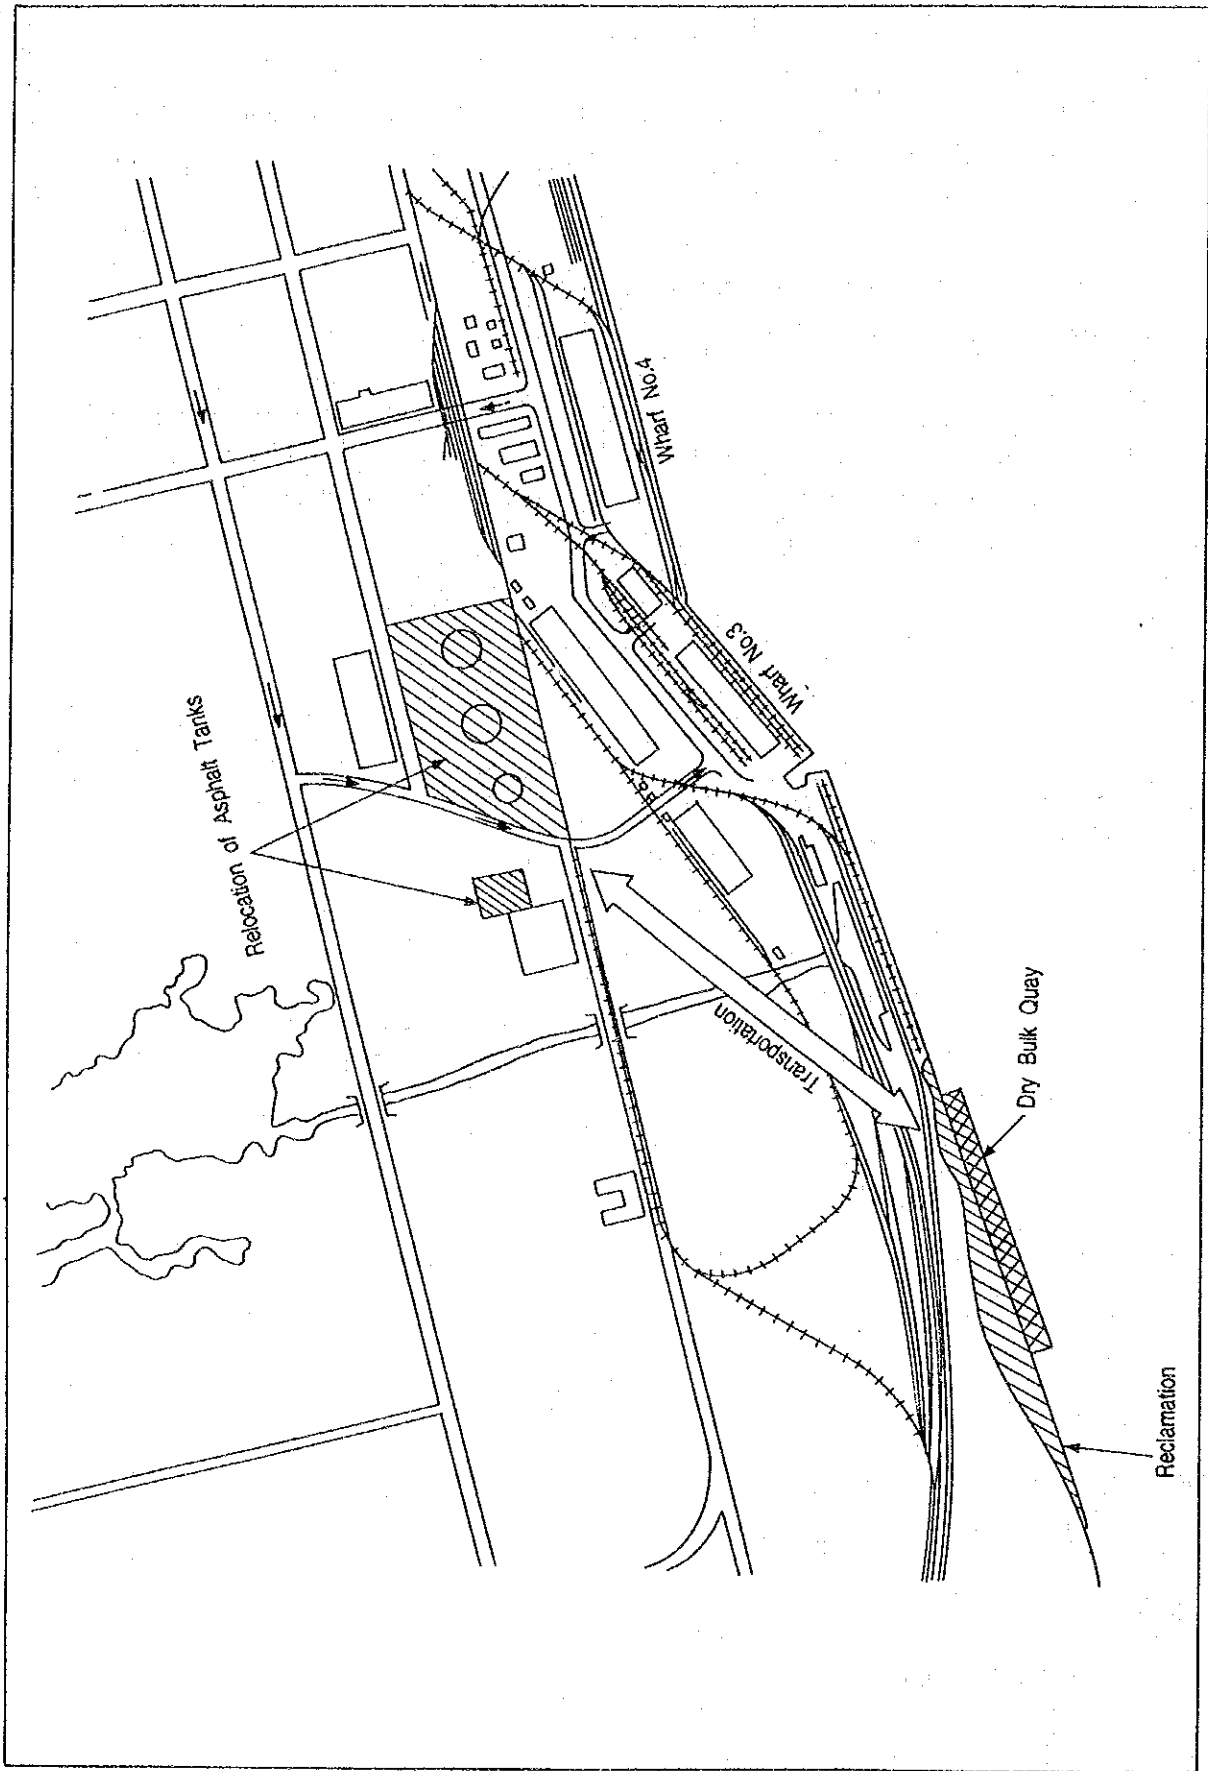 Relocation of Asphalt Tanks
Wharf No.4
Wharf No.3
Transportation
Dry Bulk Quay
Reclamation